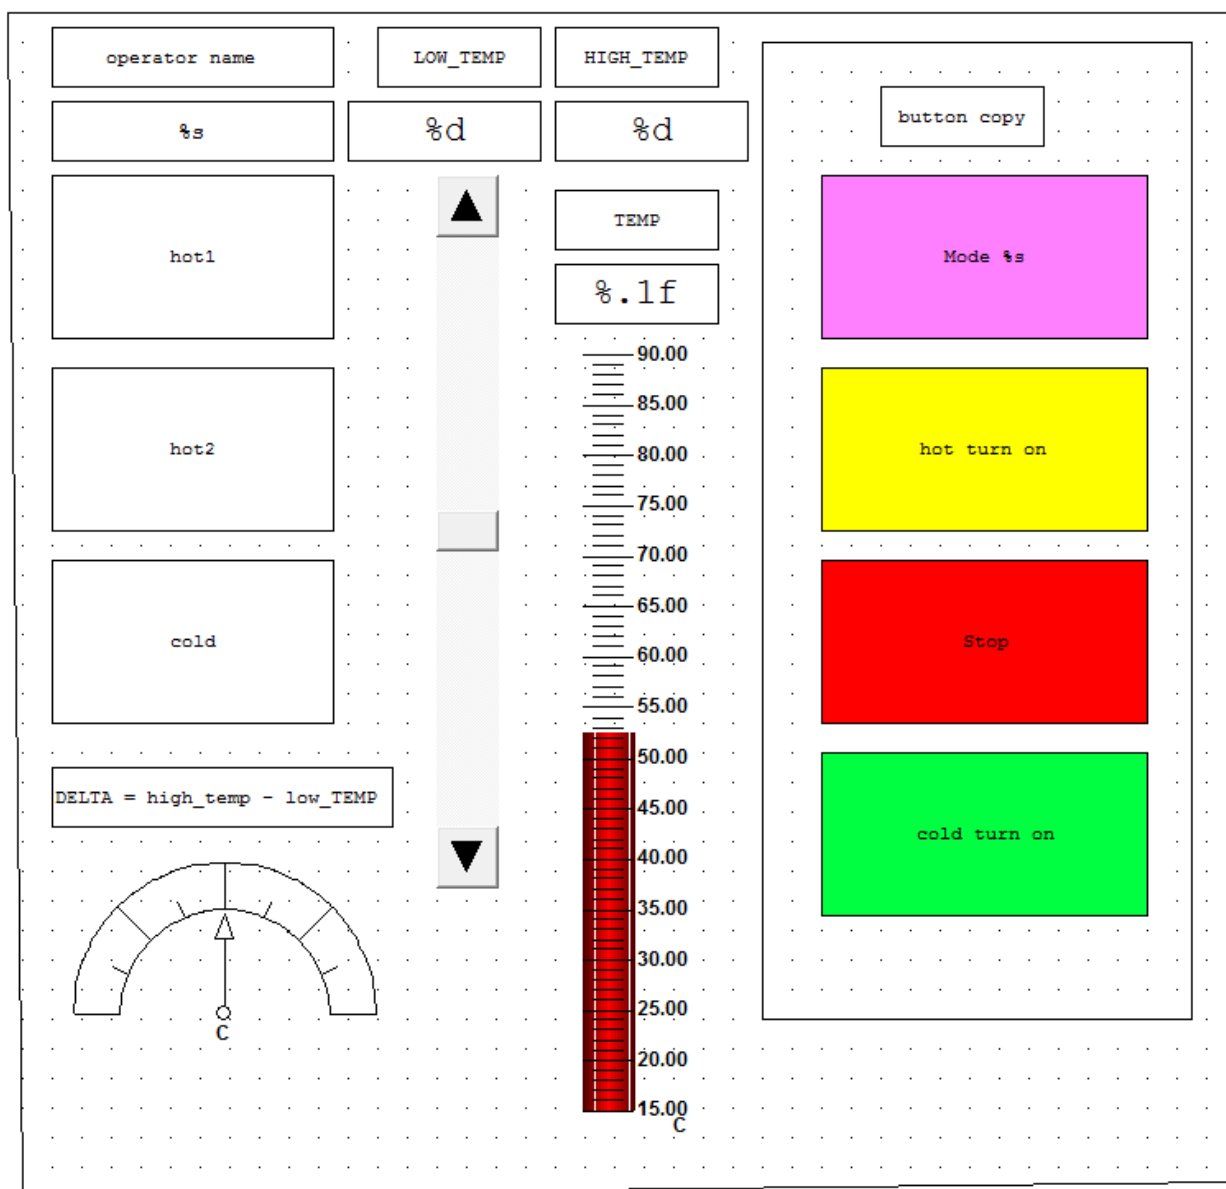 operator name
LOW_TEMP
HIGH_TEMP
%s
%d
%d
button copy
hot1
TEMP
%.1f
Mode %s
hot2
hot turn on
cold
Stop
DELTA = high_temp - low_TEMP
cold turn on
90.00
85.00
80.00
75.00
70.00
65.00
60.00
55.00
50.00
45.00
40.00
35.00
30.00
25.00
20.00
15.00
C
C